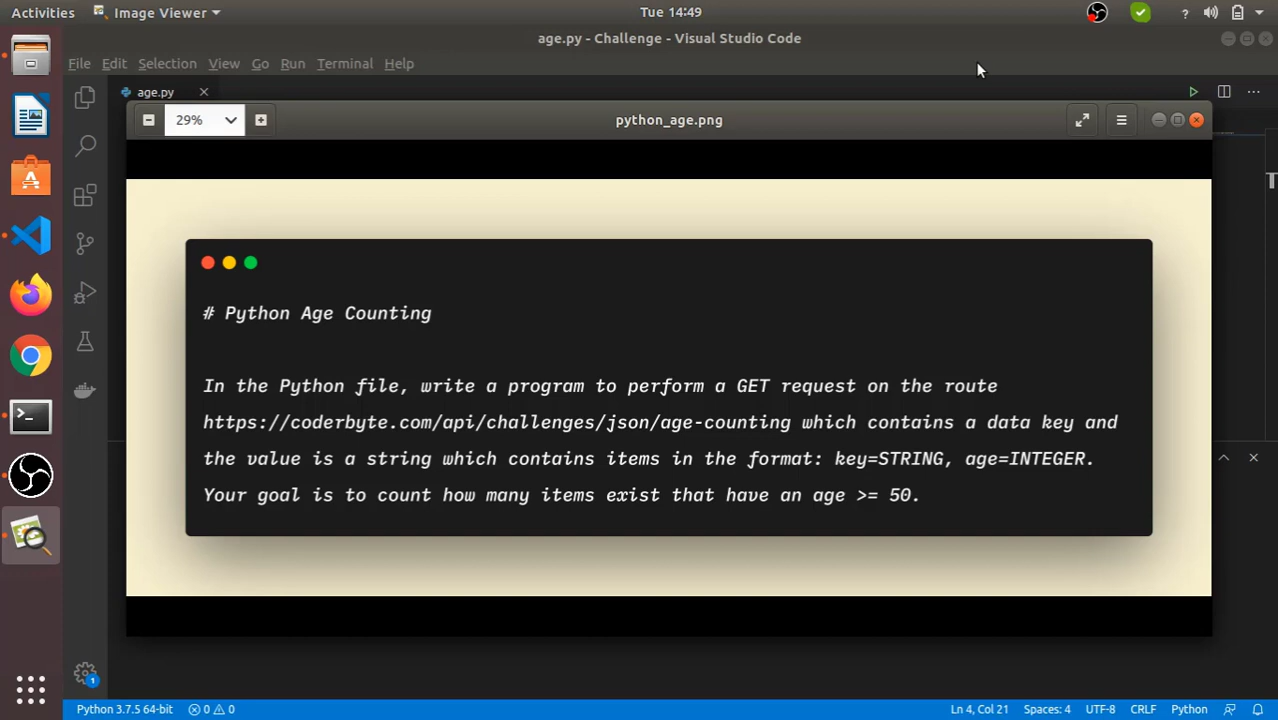 Activities
Image Viewer
Tue 14:49
?
age.py - Challenge - Visual Studio Code
File Edit Selection View Go Run Terminal Help
age.py
29%
python_age.png
# Python Age Counting
In the Python file, write a program to perform a GET request on the route
https://coderbyte.com/api/challenges/json/age-counting which contains a data key and
the value is a string which contains items in the format: key=STRING, age=INTEGER.
Your goal is to count how many items exist that have an age >= 50.
1
Python 3.7.5 64-bit 0 0 Ln 4, Col 21 Spaces: 4 UTF-8 CRLF Python